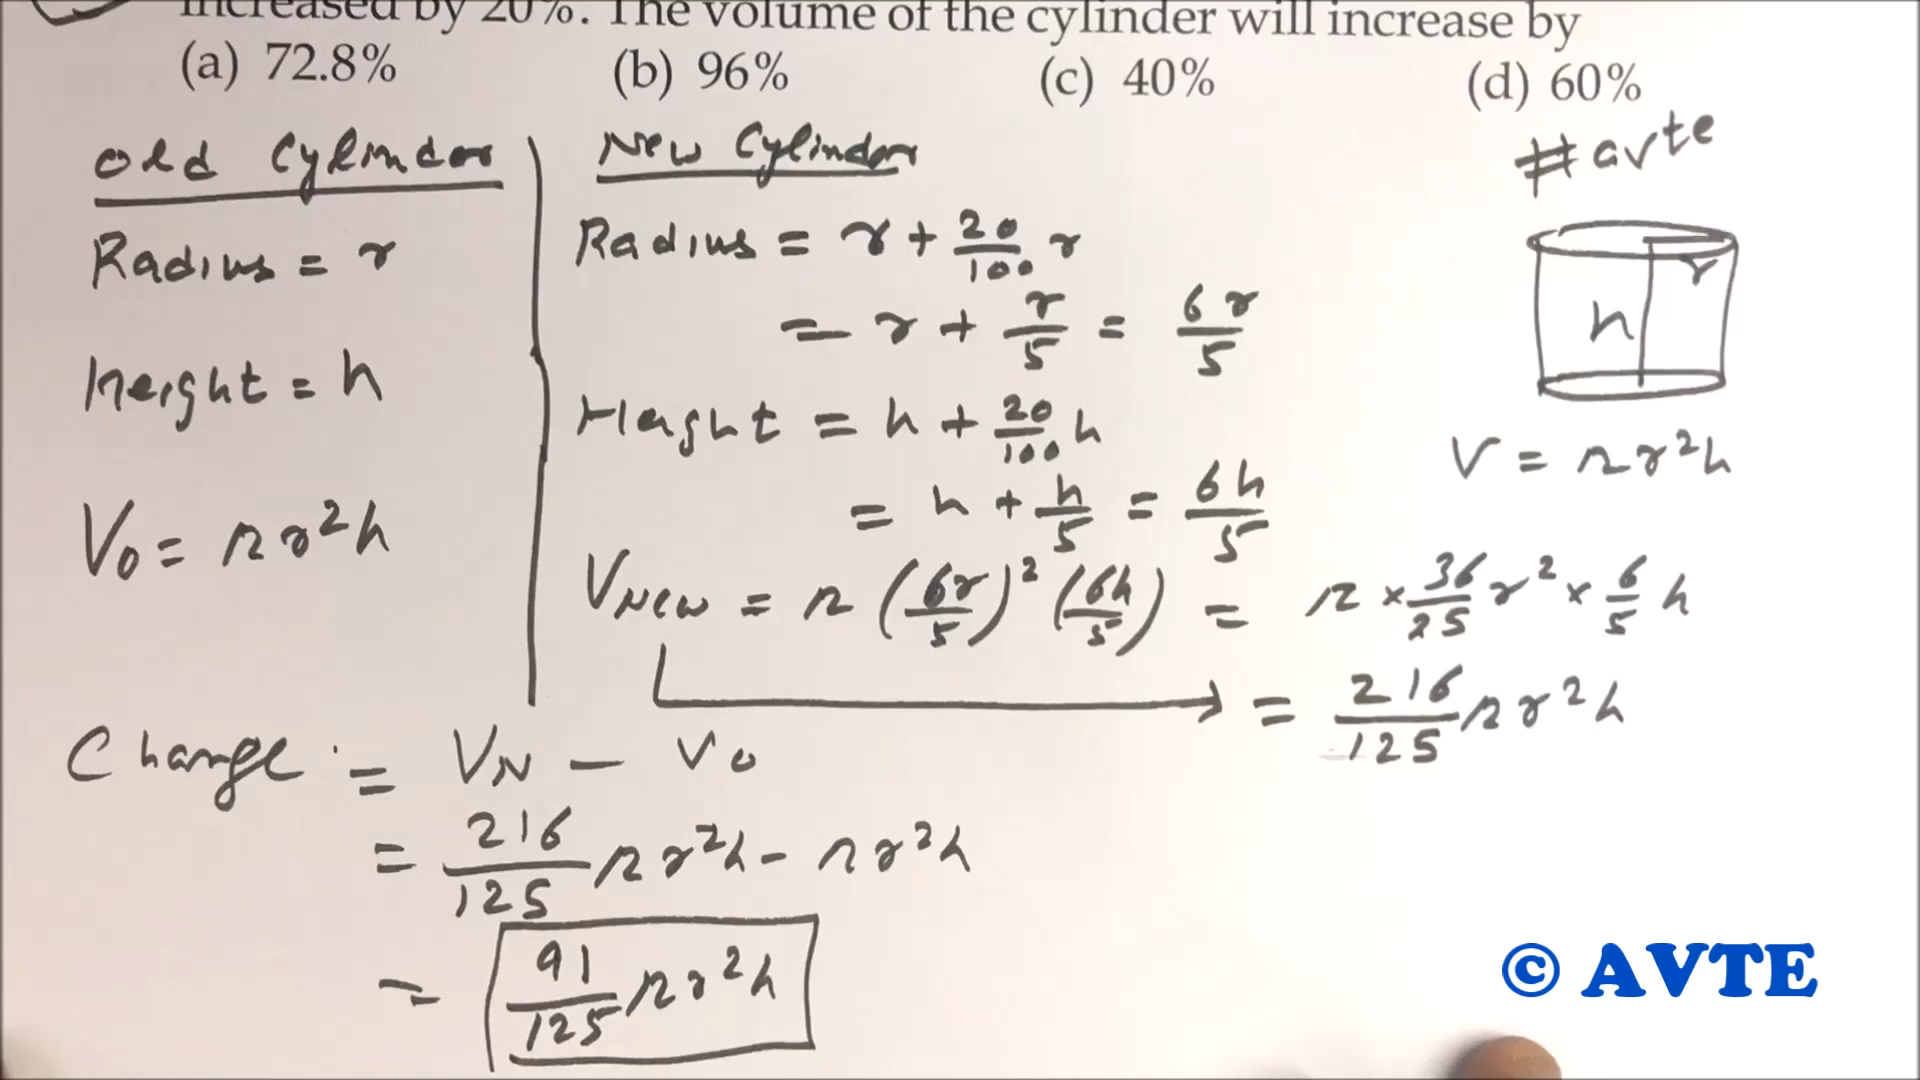 increased by 20%. The volume of the cylinder will increase by
(a) 72.8% (b) 96% (c) 40% (d) 60%
Old Cylinder
Radius = r
height = h
V₀ = πr²h
New Cylinder
Radius = r + 20/100 r
= r + r/5 = 6r/5
Height = h + 20/100 h
= h + h/5 = 6h/5
V_New = π (6r/5)² (6h/5) = π × 36/25 r² × 6/5 h
= 216/125 πr²h
#avte
r
h
V = πr²h
Change = V_N − V₀
= 216/125 πr²h − πr²h
= 91/125 πr²h
© AVTE